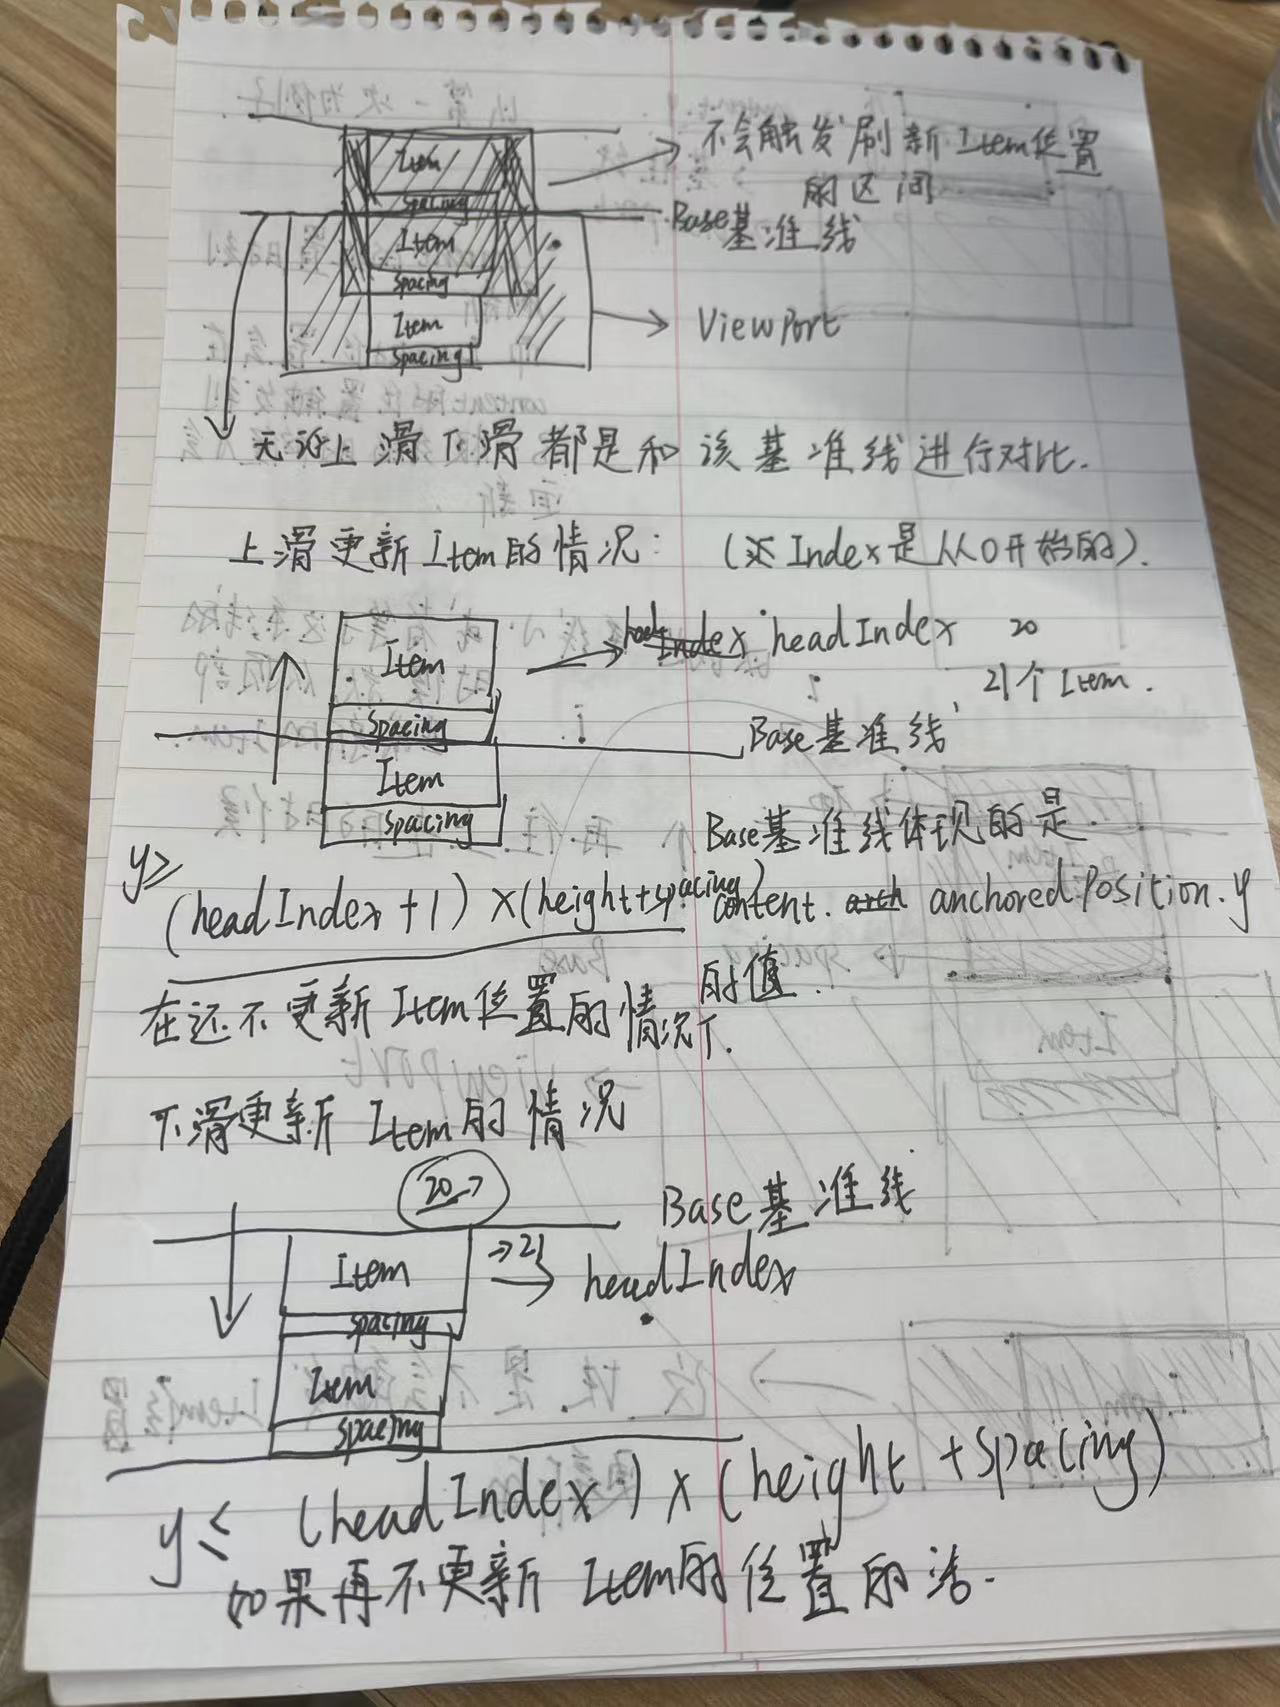 Item
不会触发刷新Item位置
的区间
spacing
Base基准线
Item
spacing
Item
ViewPort
spacing
无论上滑下滑都是和该基准线进行对比.
上滑更新Item的情况: (这Index是从0开始的).
Item
headIndex 20
21个Item.
spacing
Base基准线
Item
spacing
Base基准线体现的是
y≥
(headIndex+1)×(height+spacing)
content. anchoredPosition.y
的值.
在还不更新Item位置的情况下.
下滑更新Item的情况
20→
Base基准线
Item
→21
headIndex
spacing
Item
spacing
y≤ (headIndex)×(height+spacing)
如果再不更新Item的位置的话.